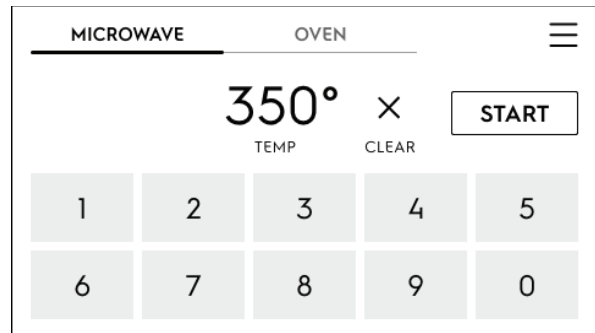 MICROWAVE OVEN
350° × START
TEMP CLEAR
1 2 3 4 5
6 7 8 9 0